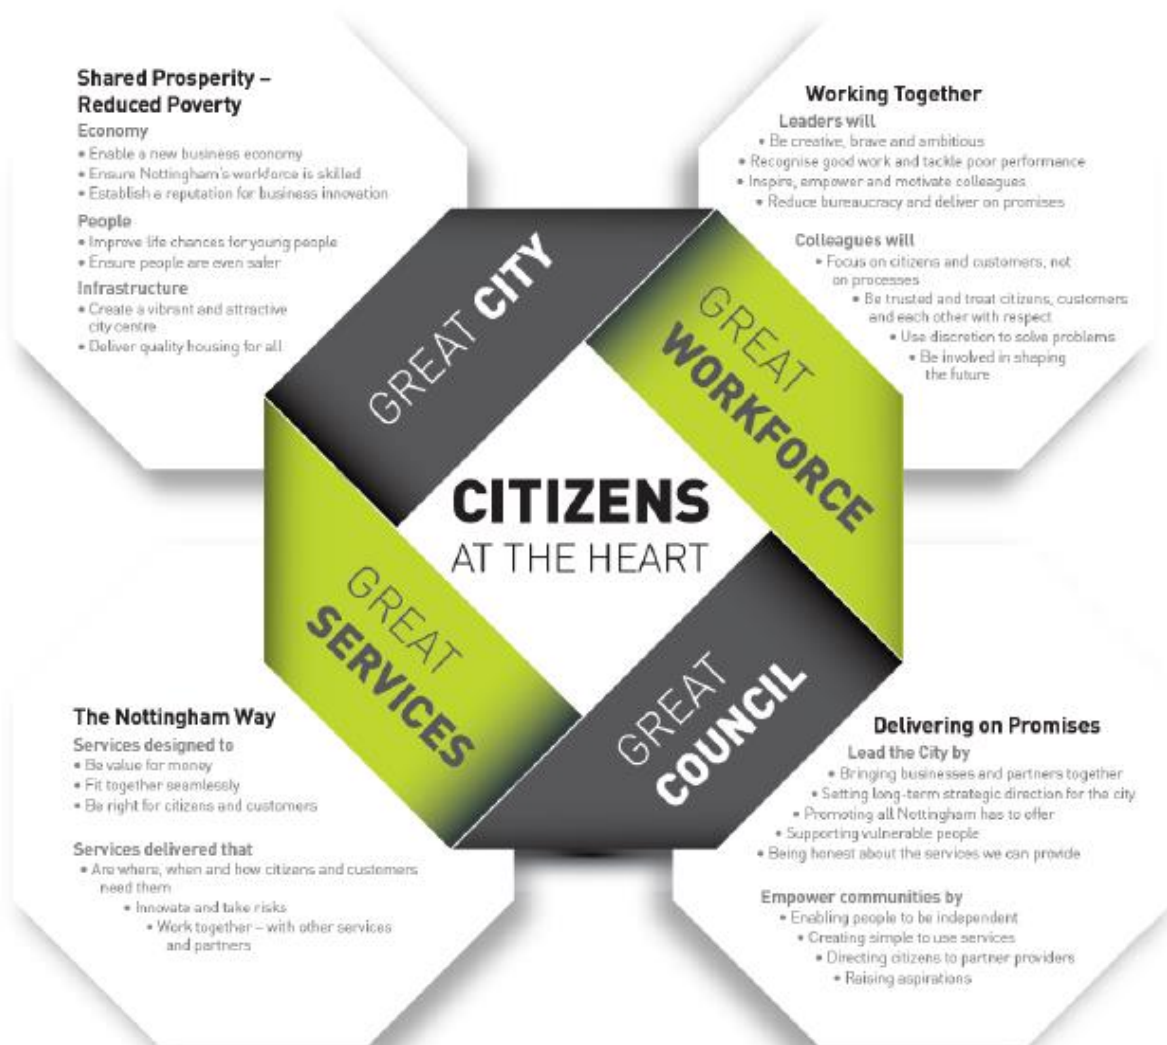 Shared Prosperity –
Reduced Poverty
Economy
• Enable a new business economy
• Ensure Nottingham's workforce is skilled
• Establish a reputation for business innovation
People
• Improve life chances for young people
• Ensure people are even safer
Infrastructure
• Create a vibrant and attractive
city centre
• Deliver quality housing for all
Working Together
Leaders will
• Be creative, brave and ambitious
• Recognise good work and tackle poor performance
• Inspire, empower and motivate colleagues
• Reduce bureaucracy and deliver on promises
Colleagues will
• Focus on citizens and customers, not
on processes
• Be trusted and treat citizens, customers
and each other with respect
• Use discretion to solve problems
• Be involved in shaping
the future
GREAT CITY
GREAT
WORKFORCE
CITIZENS
AT THE HEART
GREAT
SERVICES
GREAT
COUNCIL
The Nottingham Way
Services designed to
• Be value for money
• Fit together seamlessly
• Be right for citizens and customers
Services delivered that
• Are where, when and how citizens and customers
need them
• Innovate and take risks
• Work together – with other services
and partners
Delivering on Promises
Lead the City by
• Bringing businesses and partners together
• Setting long-term strategic direction for the city
• Promoting all Nottingham has to offer
• Supporting vulnerable people
• Being honest about the services we can provide
Empower communities by
• Enabling people to be independent
• Creating simple to use services
• Directing citizens to partner providers
• Raising aspirations